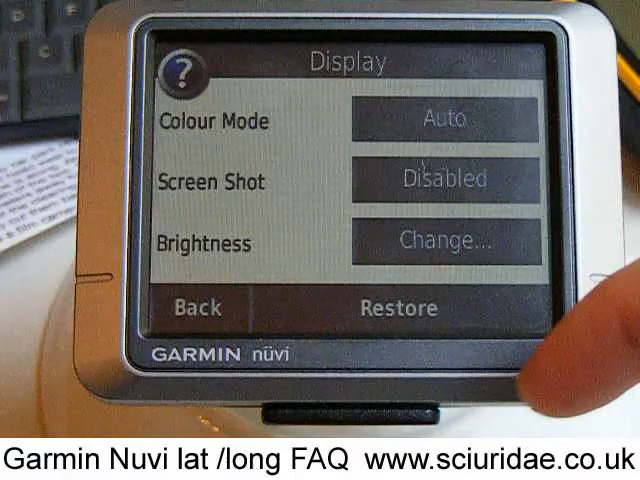 Display
?
Colour Mode Auto
Screen Shot Disabled
Brightness Change...
Back Restore
GARMIN nüvi
Garmin Nuvi lat /long FAQ www.sciuridae.co.uk